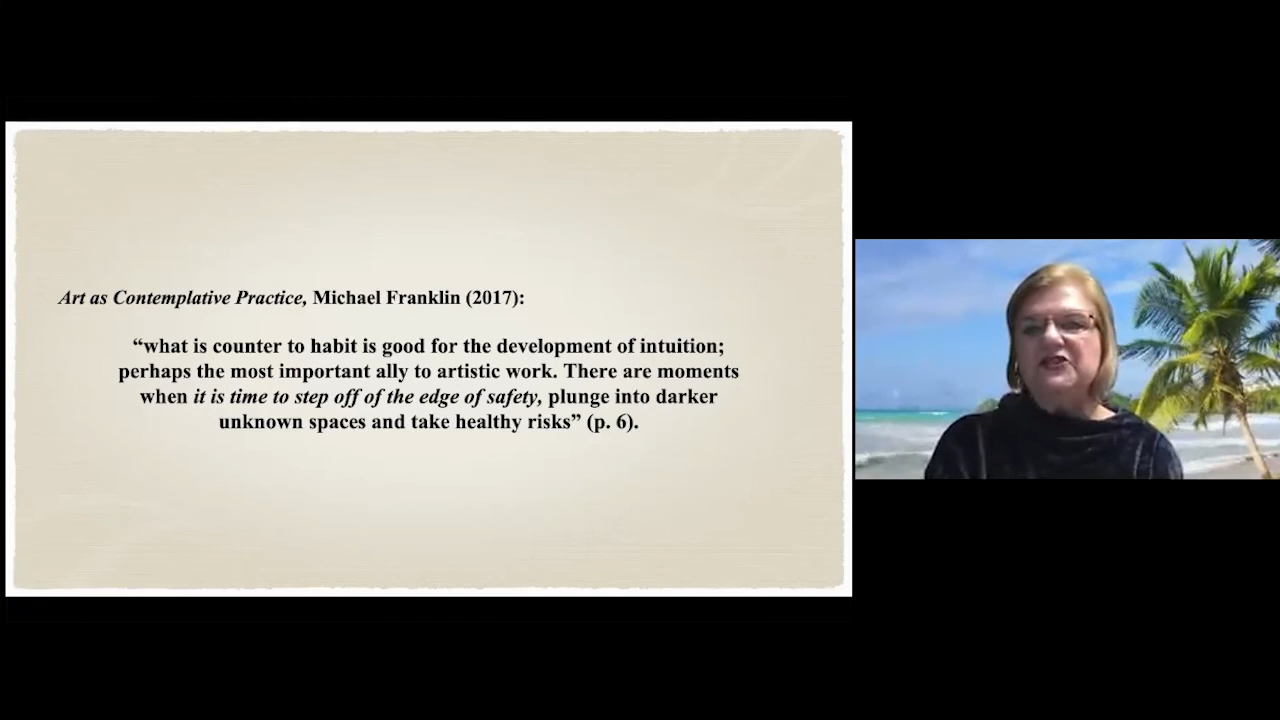 Art as Contemplative Practice, Michael Franklin (2017):
“what is counter to habit is good for the development of intuition;
perhaps the most important ally to artistic work. There are moments
when it is time to step off of the edge of safety, plunge into darker
unknown spaces and take healthy risks” (p. 6).